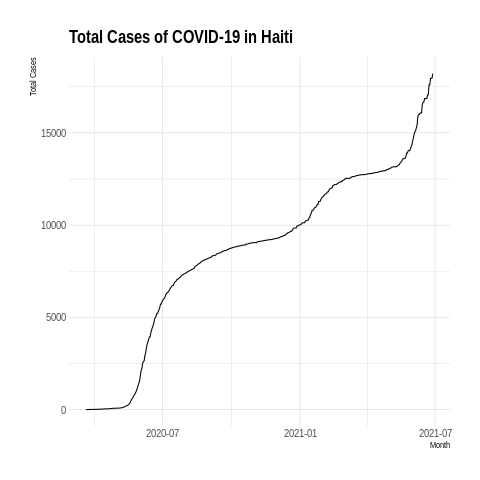 Total Cases of COVID-19 in Haiti
Total Cases
15000
10000
5000
0
2020-07
2021-01
2021-07
Month